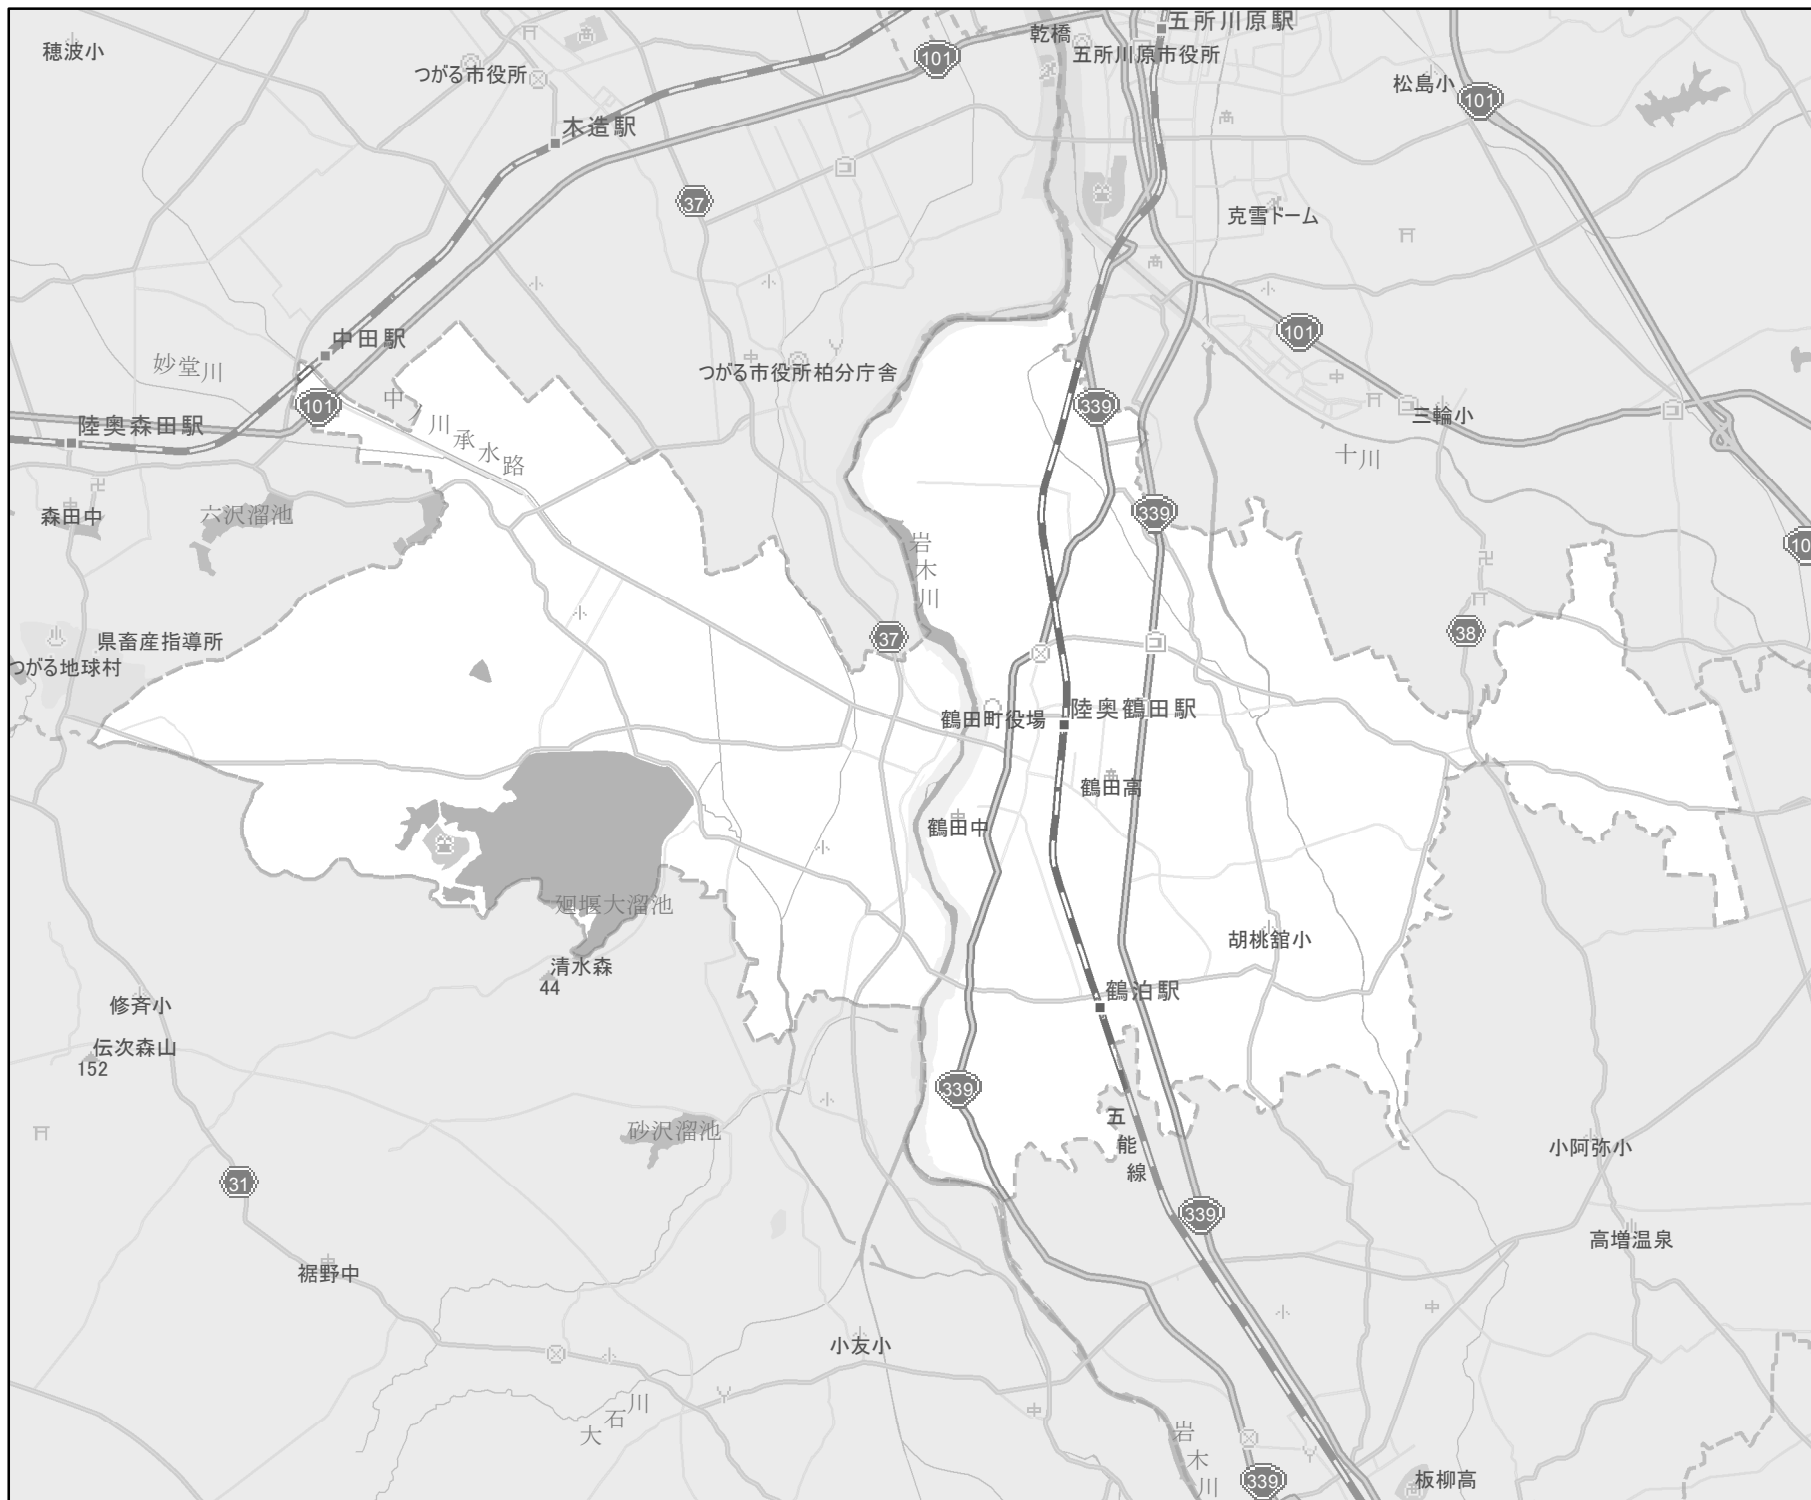 五所川原駅
乾橋
穂波小
五所川原市役所
101
つがる市役所
松島小
101
木造駅
37
克雪ドーム
101
中田駅
妙堂川
つがる市役所柏分庁舎
101
中ノ川承水路
339
三輪小
陸奥森田駅
十川
六沢溜池
森田中
339
岩木川
10
県畜産指導所
37
38
つがる地球村
鶴田町役場
陸奥鶴田駅
鶴田高
鶴田中
廻堰大溜池
胡桃舘小
清水森
44
鶴泊駅
修斉小
伝次森山
152
339
五能線
砂沢溜池
小阿弥小
31
339
高増温泉
裾野中
小友小
大石川
岩木川
339
板柳高